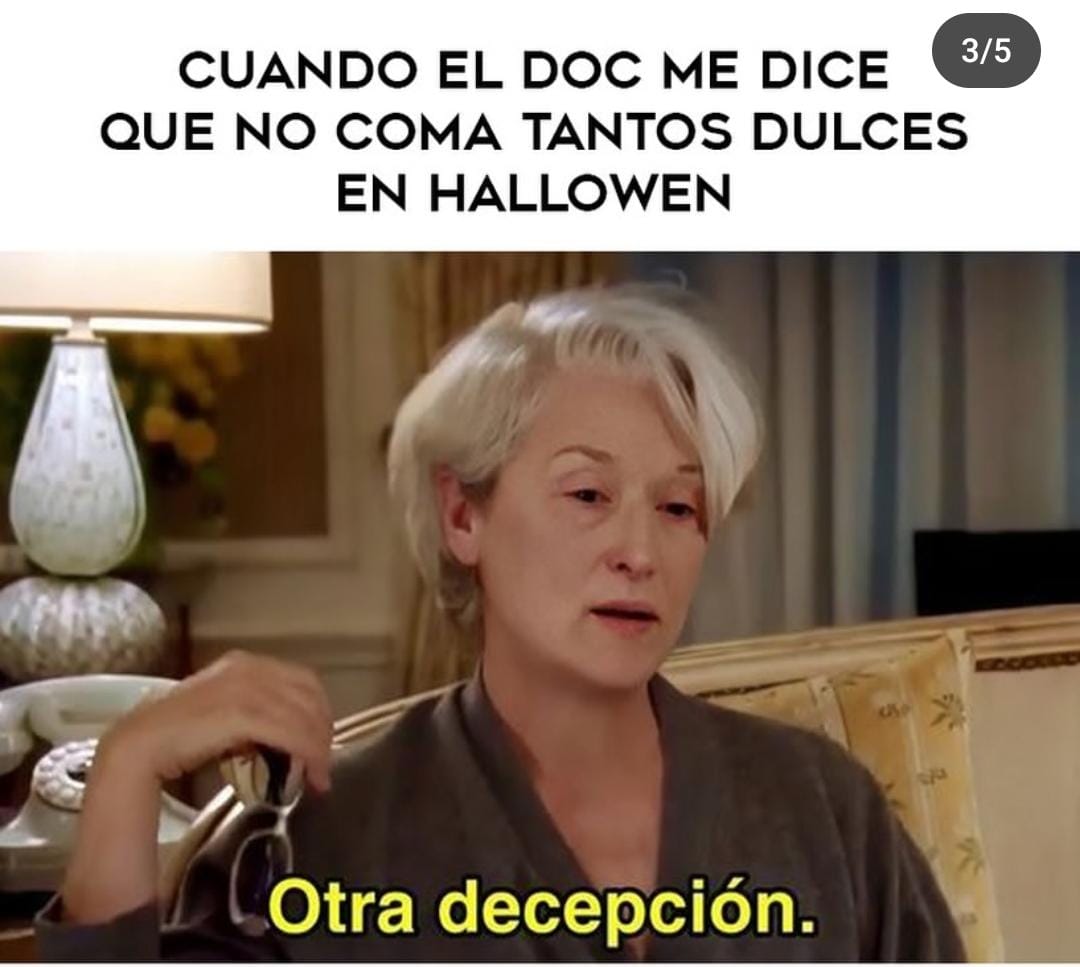 3/5
CUANDO EL DOC ME DICE
QUE NO COMA TANTOS DULCES
EN HALLOWEN
Otra decepción.